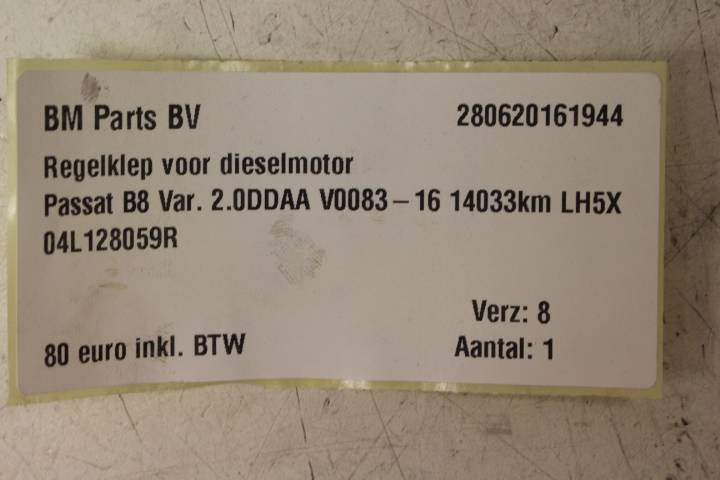 BM Parts BV 280620161944
Regelklep voor dieselmotor
Passat B8 Var. 2.0DDAA V0083-16 14033km LH5X
04L128059R
Verz: 8
80 euro inkl. BTW Aantal: 1